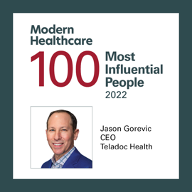 Modern
Healthcare
100 Most
Influential
People
2022
Jason Gorevic
CEO
Teladoc Health